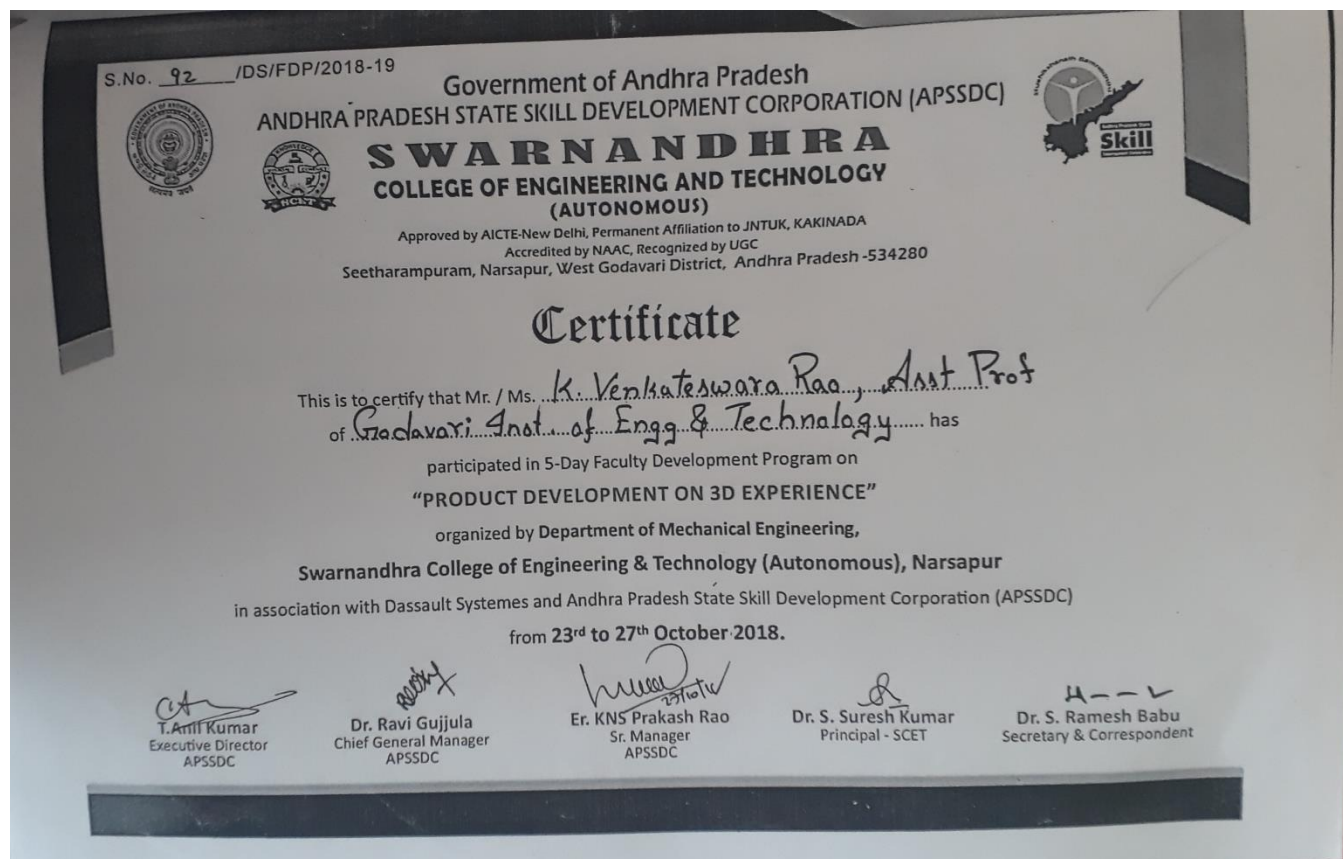 S.No. 92 /DS/FDP/2018-19
Government of Andhra Pradesh
ANDHRA PRADESH STATE SKILL DEVELOPMENT CORPORATION (APSSDC)
SWARNANDHRA
COLLEGE OF ENGINEERING AND TECHNOLOGY
(AUTONOMOUS)
Approved by AICTE-New Delhi, Permanent Affiliation to JNTUK, KAKINADA
Accredited by NAAC, Recognized by UGC
Seetharampuram, Narsapur, West Godavari District, Andhra Pradesh -534280
Skill
Certificate
This is to certify that Mr. / Ms. K. Venkateswara Rao, Asst Prof
of Godavari Inst. of Engg & Technology has
participated in 5-Day Faculty Development Program on
“PRODUCT DEVELOPMENT ON 3D EXPERIENCE”
organized by Department of Mechanical Engineering,
Swarnandhra College of Engineering & Technology (Autonomous), Narsapur
in association with Dassault Systemes and Andhra Pradesh State Skill Development Corporation (APSSDC)
from 23rd to 27th October 2018.
T.Anil Kumar
Executive Director
APSSDC
Dr. Ravi Gujjula
Chief General Manager
APSSDC
Er. KNS Prakash Rao
Sr. Manager
APSSDC
Dr. S. Suresh Kumar
Principal - SCET
Dr. S. Ramesh Babu
Secretary & Correspondent